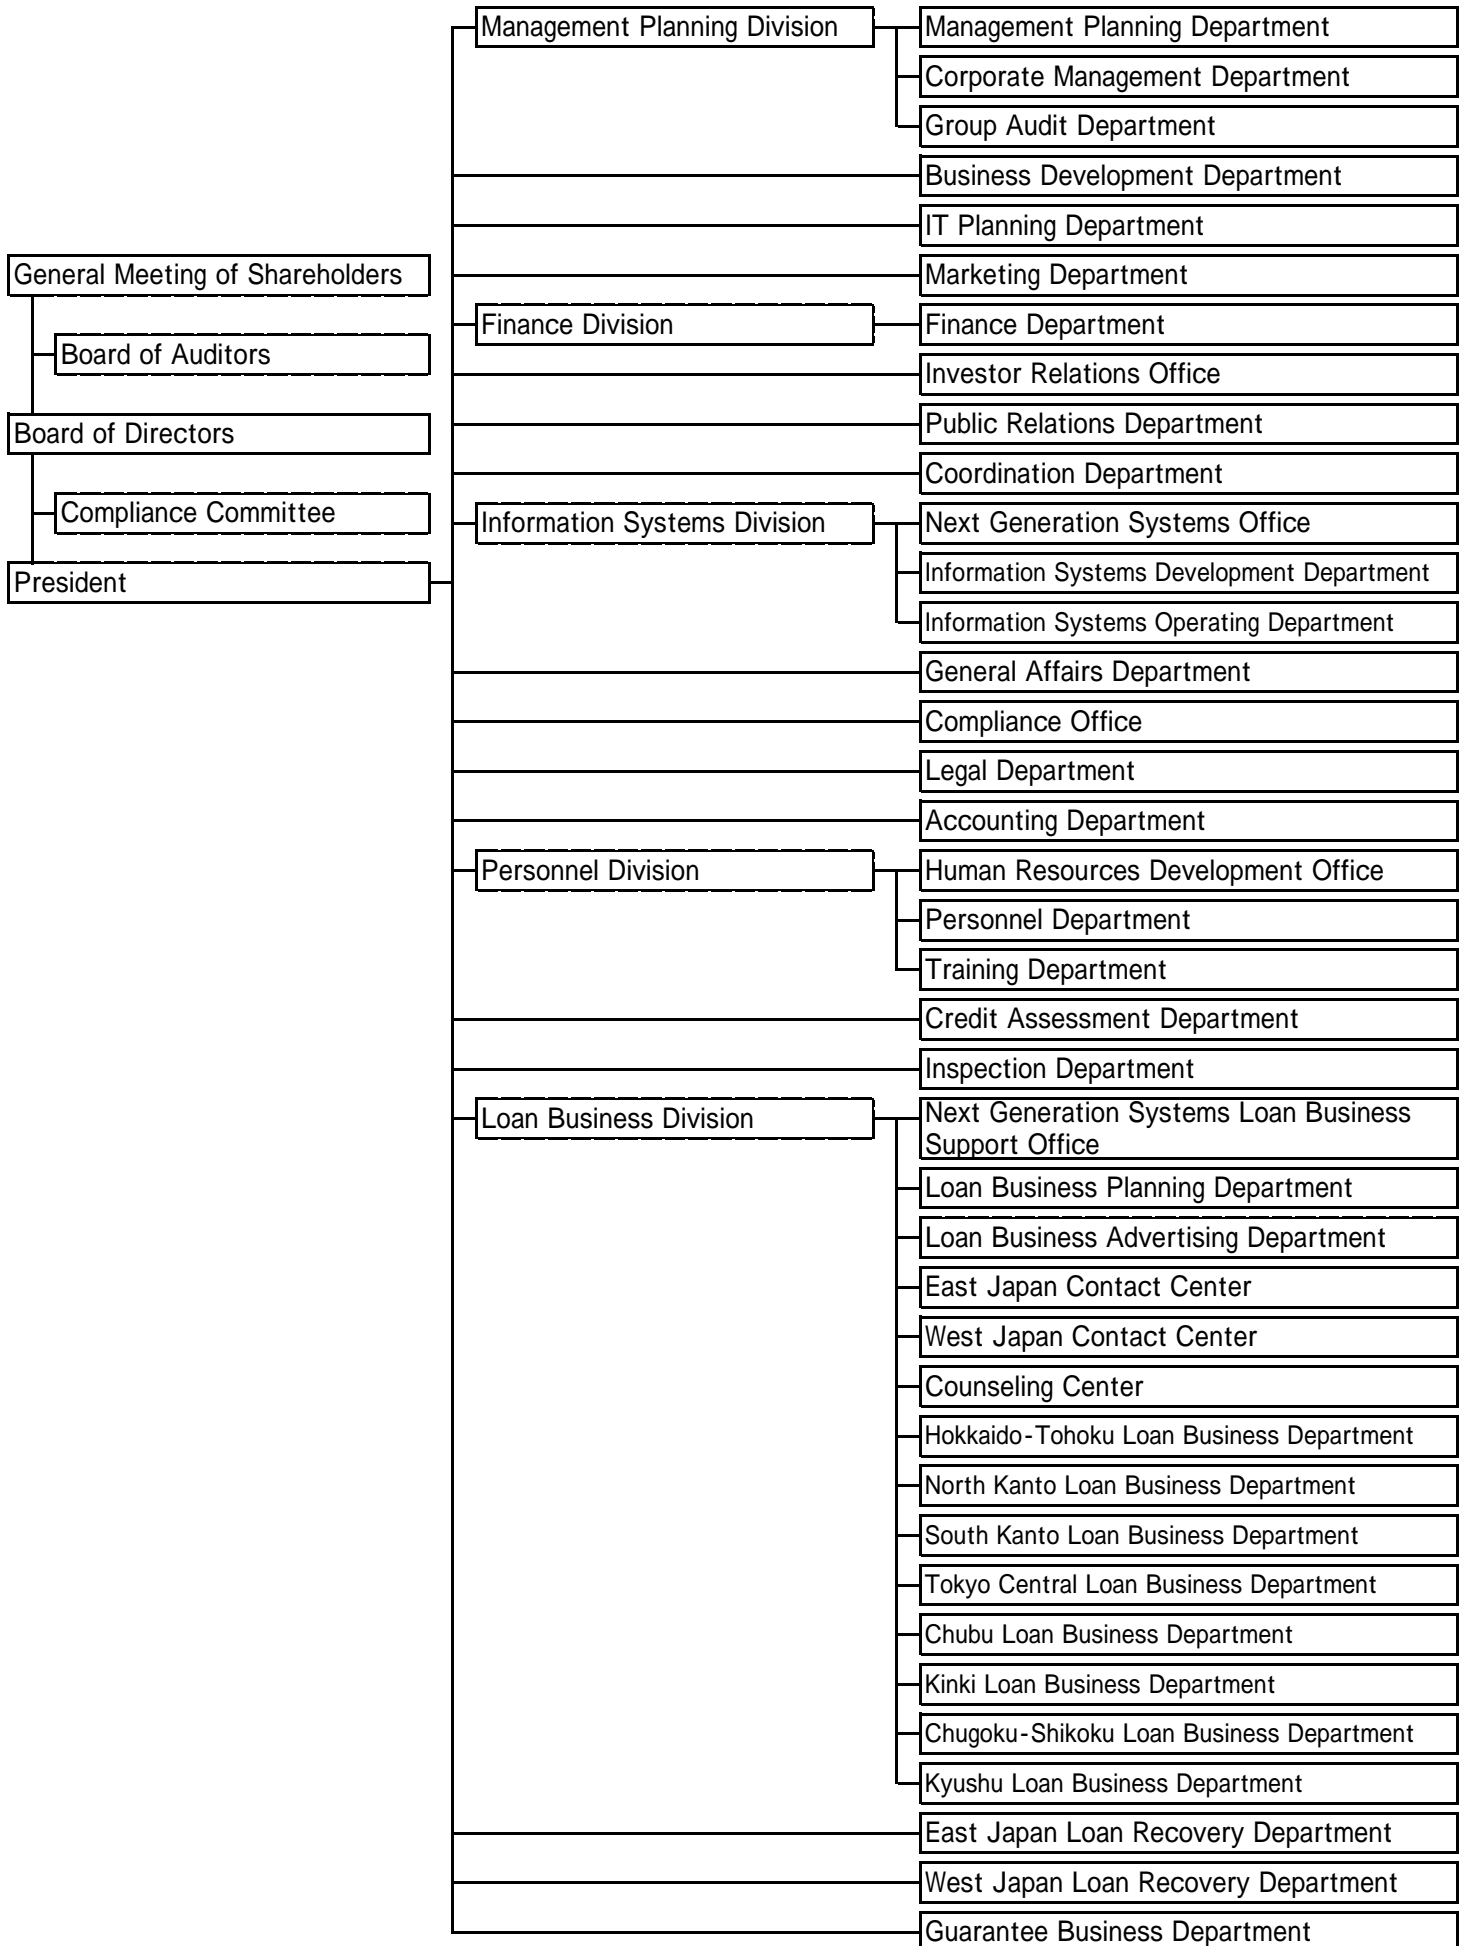 General Meeting of Shareholders
Board of Auditors
Board of Directors
Compliance Committee
President
Management Planning Division
Management Planning Department
Corporate Management Department
Group Audit Department
Business Development Department
IT Planning Department
Marketing Department
Finance Division
Finance Department
Investor Relations Office
Public Relations Department
Coordination Department
Information Systems Division
Next Generation Systems Office
Information Systems Development Department
Information Systems Operating Department
General Affairs Department
Compliance Office
Legal Department
Accounting Department
Personnel Division
Human Resources Development Office
Personnel Department
Training Department
Credit Assessment Department
Inspection Department
Loan Business Division
Next Generation Systems Loan Business
Support Office
Loan Business Planning Department
Loan Business Advertising Department
East Japan Contact Center
West Japan Contact Center
Counseling Center
Hokkaido-Tohoku Loan Business Department
North Kanto Loan Business Department
South Kanto Loan Business Department
Tokyo Central Loan Business Department
Chubu Loan Business Department
Kinki Loan Business Department
Chugoku-Shikoku Loan Business Department
Kyushu Loan Business Department
East Japan Loan Recovery Department
West Japan Loan Recovery Department
Guarantee Business Department